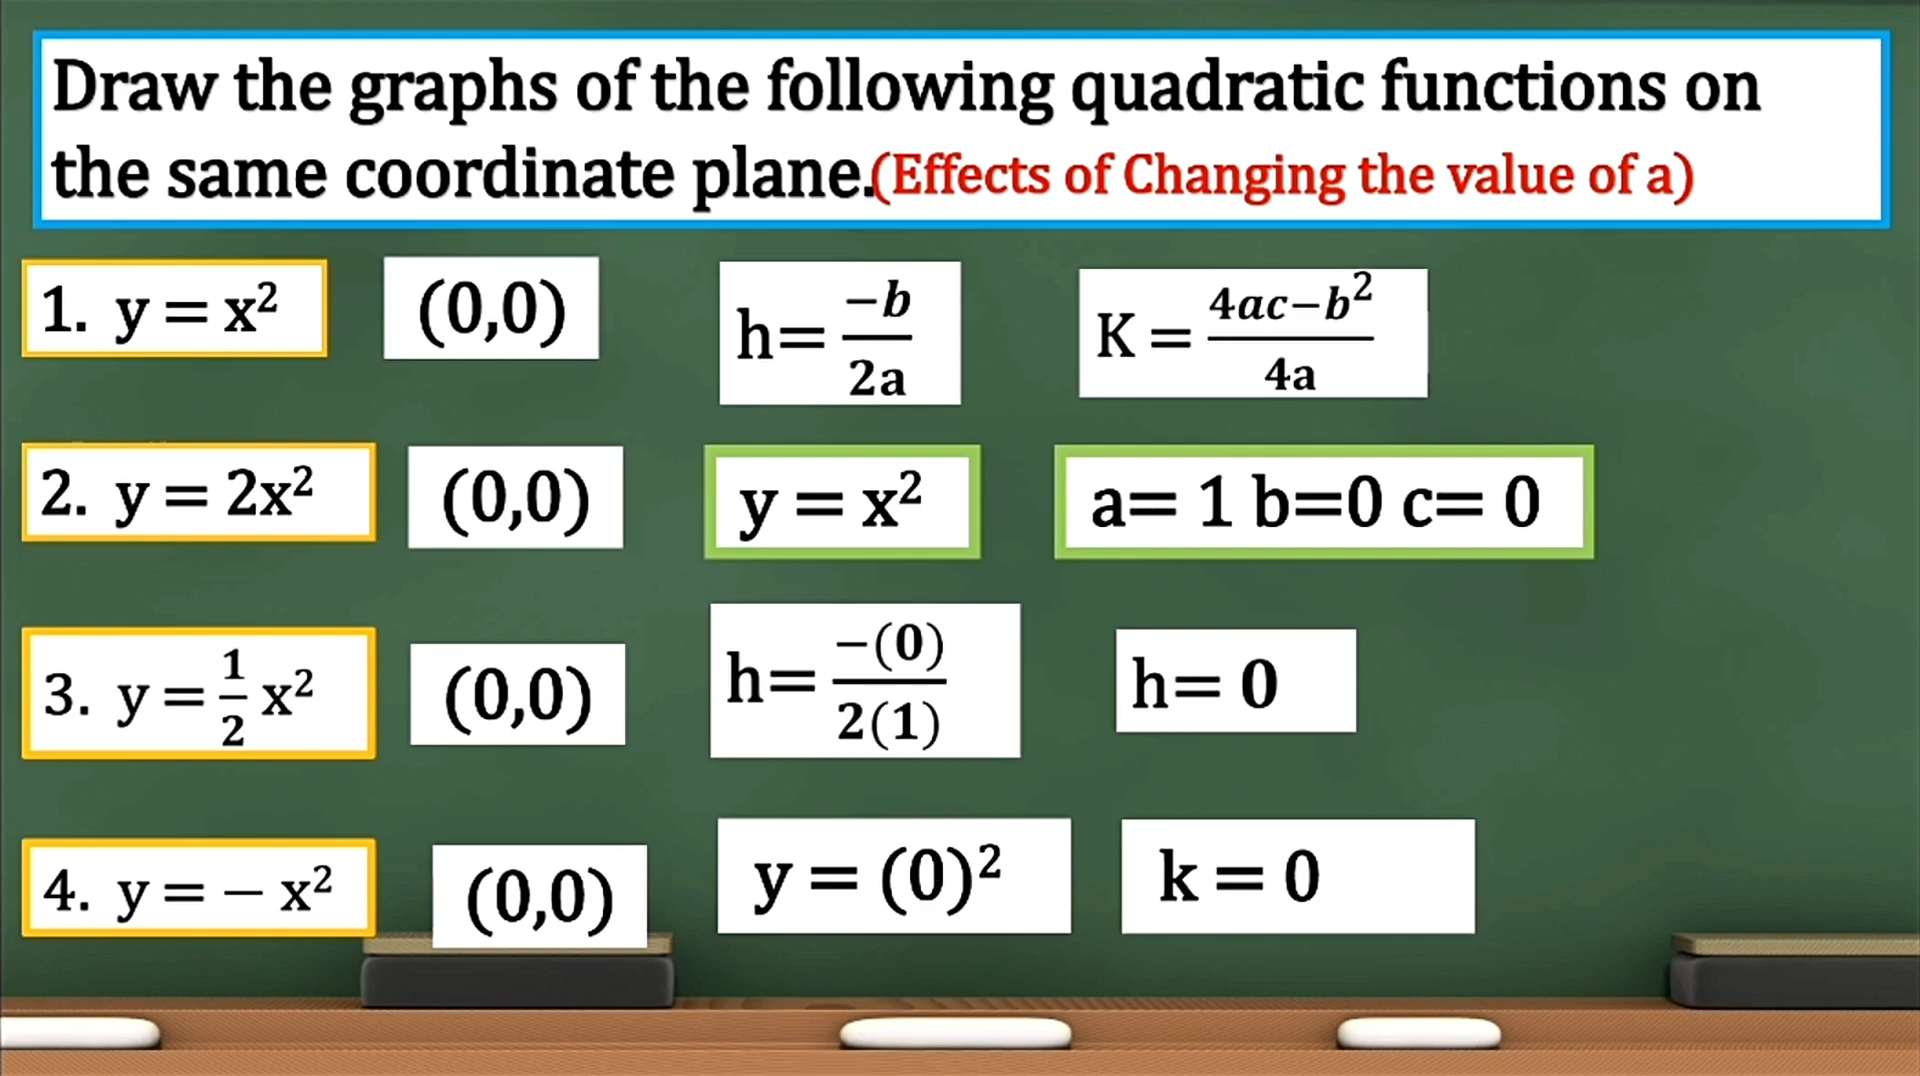 Draw the graphs of the following quadratic functions on
the same coordinate plane.(Effects of Changing the value of a)
1. y = x² (0,0) h= −b/2a K = 4ac−b²/4a
2. y = 2x² (0,0) y = x² a= 1 b=0 c= 0
3. y = 1/2 x² (0,0) h= −(0)/2(1) h= 0
4. y = − x² (0,0) y = (0)² k = 0